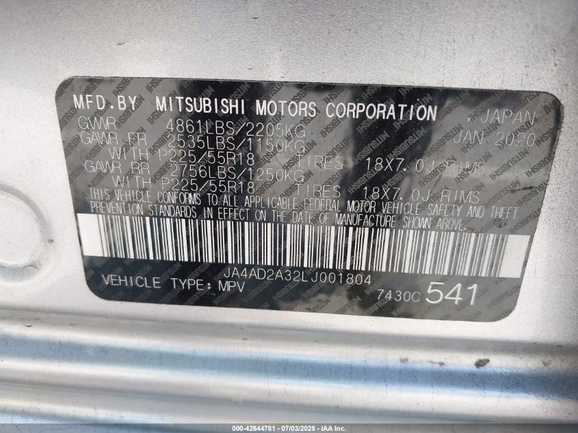 MFD.BY MITSUBISHI MOTORS CORPORATION JAPAN
GVWR 4861LBS/2205KG JAN 2020
GAWR FR 2535LBS/1150KG
WITH P225/55R18 TIRES 18X7.0J RIMS
GAWR RR 2756LBS/1250KG
WITH P225/55R18 TIRES 18X7.0J RIMS
THIS VEHICLE CONFORMS TO ALL APPLICABLE FEDERAL MOTOR VEHICLE SAFETY AND THEFT
PREVENTION STANDARDS IN EFFECT ON THE DATE OF MANUFACTURE SHOWN ABOVE.
JA4AD2A32LJ001804
VEHICLE TYPE: MPV 7430C 541
000-42644781 | 07/03/2025 | IAA Inc.